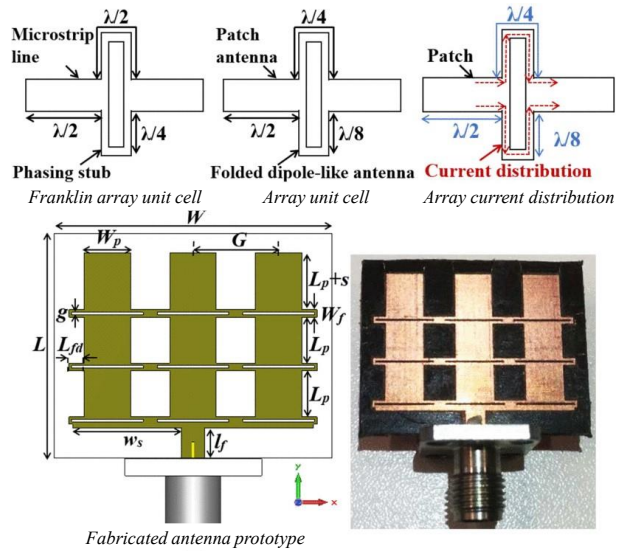 λ/2
Microstrip
line
λ/2
λ/4
Phasing stub
Franklin array unit cell
λ/4
Patch
antenna
λ/2
λ/8
Folded dipole-like antenna
Array unit cell
λ/4
Patch
λ/2
λ/8
Current distribution
Array current distribution
W
Wp
G
Lp+s
g
Wf
L
Lfd
Lp
Lp
ws
lf
y
z
x
Fabricated antenna prototype